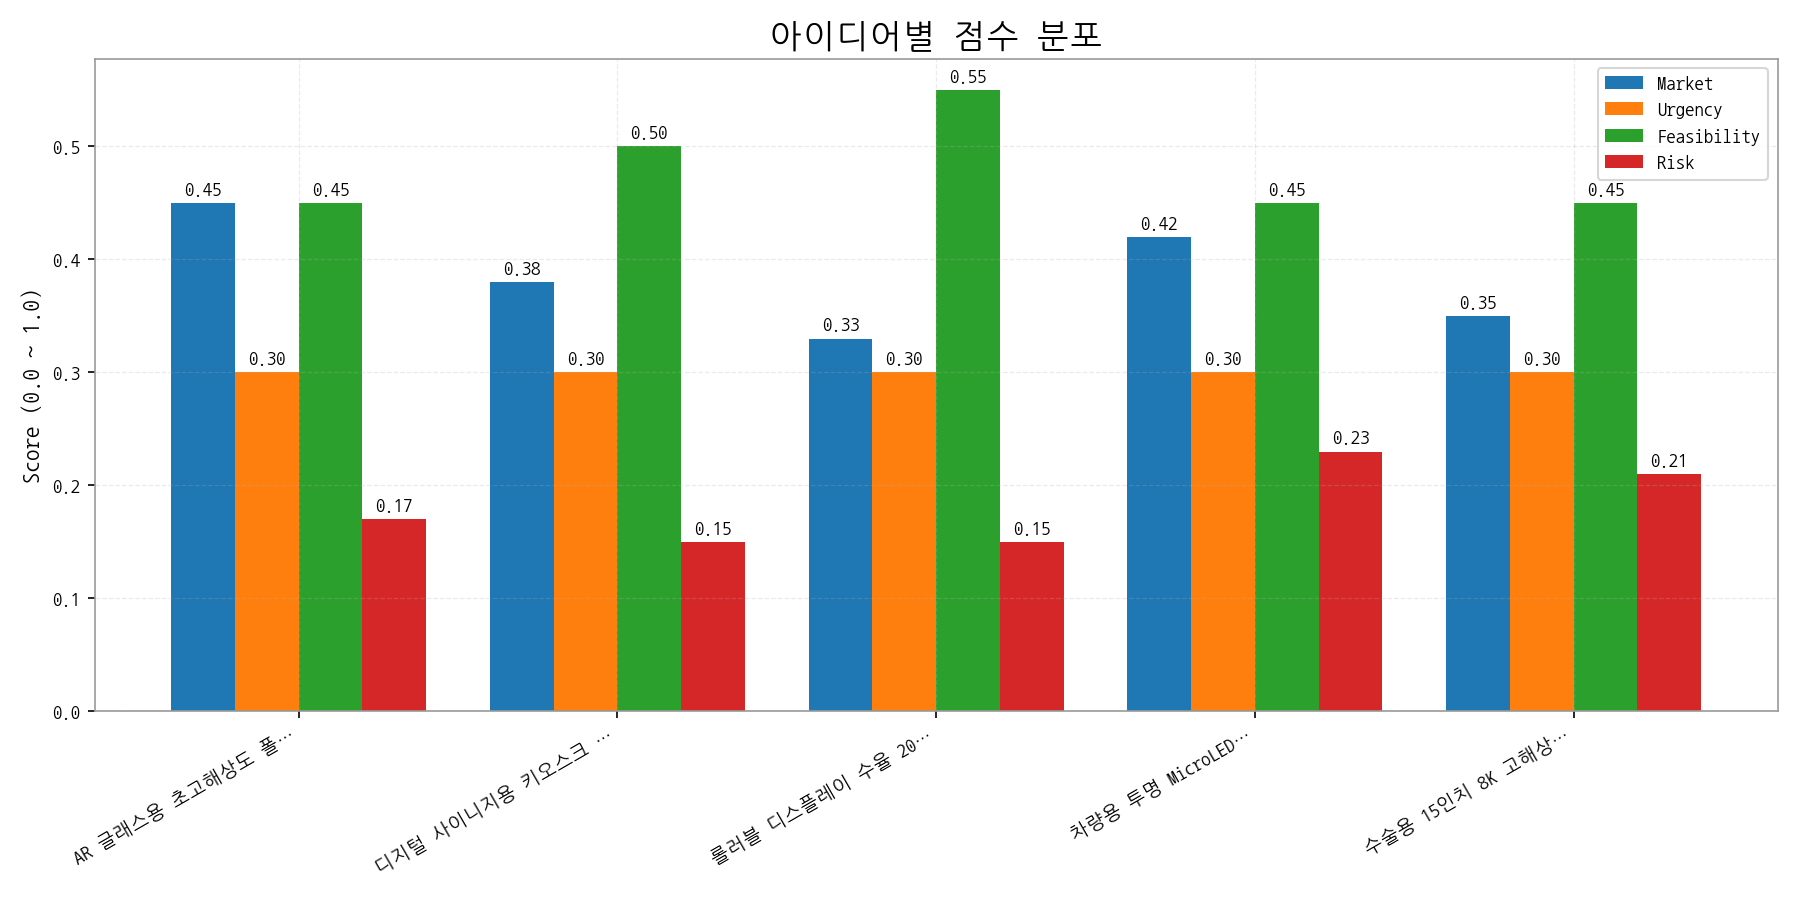 아이디어별 점수 분포
Market
Urgency
Feasibility
Risk
Score (0.0 ~ 1.0)
0.5
0.4
0.3
0.2
0.1
0.0
0.45
0.30
0.45
0.17
0.38
0.30
0.50
0.15
0.33
0.30
0.55
0.15
0.42
0.30
0.45
0.23
0.35
0.30
0.45
0.21
AR 글래스용 초고해상도 폴…
디지털 사이니지용 키오스크 …
롤러블 디스플레이 수율 20…
차량용 투명 MicroLED…
수술용 15인치 8K 고해상…